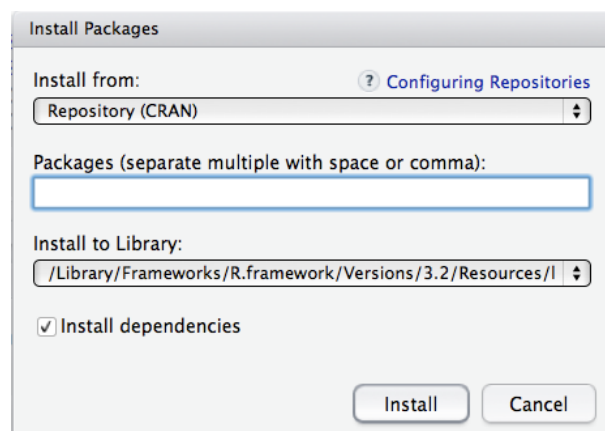 Install Packages
Install from:
? Configuring Repositories
Repository (CRAN)
Packages (separate multiple with space or comma):
Install to Library:
/Library/Frameworks/R.framework/Versions/3.2/Resources/l
Install dependencies
Install Cancel